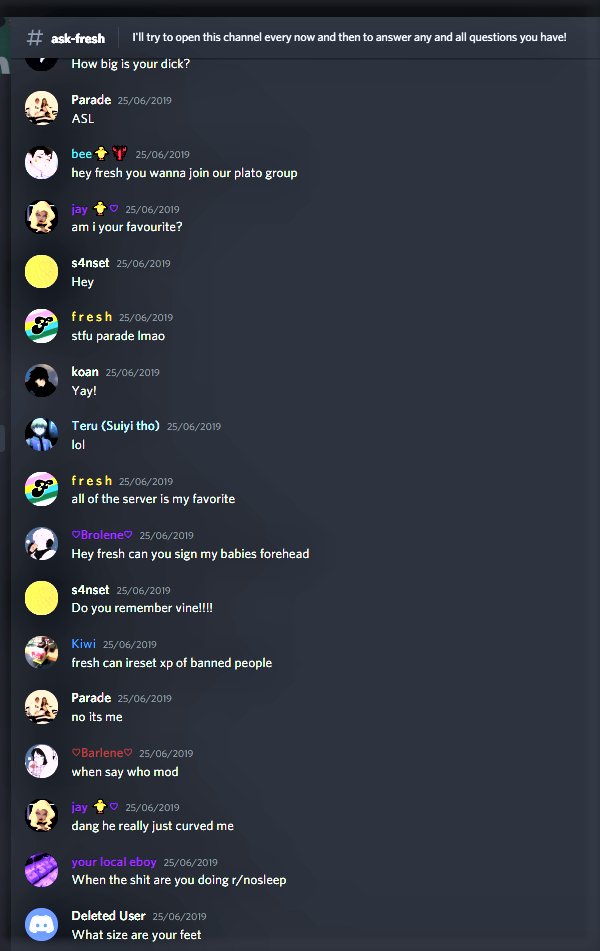 # ask-fresh I'll try to open this channel every now and then to answer any and all questions you have!
How big is your dick?
Parade 25/06/2019
ASL
bee 25/06/2019
hey fresh you wanna join our plato group
jay ♡ 25/06/2019
am i your favourite?
s4nset 25/06/2019
Hey
f r e s h 25/06/2019
stfu parade lmao
koan 25/06/2019
Yay!
Teru (Suiyi tho) 25/06/2019
lol
f r e s h 25/06/2019
all of the server is my favorite
♡Brolene♡ 25/06/2019
Hey fresh can you sign my babies forehead
s4nset 25/06/2019
Do you remember vine!!!!
Kiwi 25/06/2019
fresh can ireset xp of banned people
Parade 25/06/2019
no its me
♡Barlene♡ 25/06/2019
when say who mod
jay ♡ 25/06/2019
dang he really just curved me
your local eboy 25/06/2019
When the shit are you doing r/nosleep
Deleted User 25/06/2019
What size are your feet